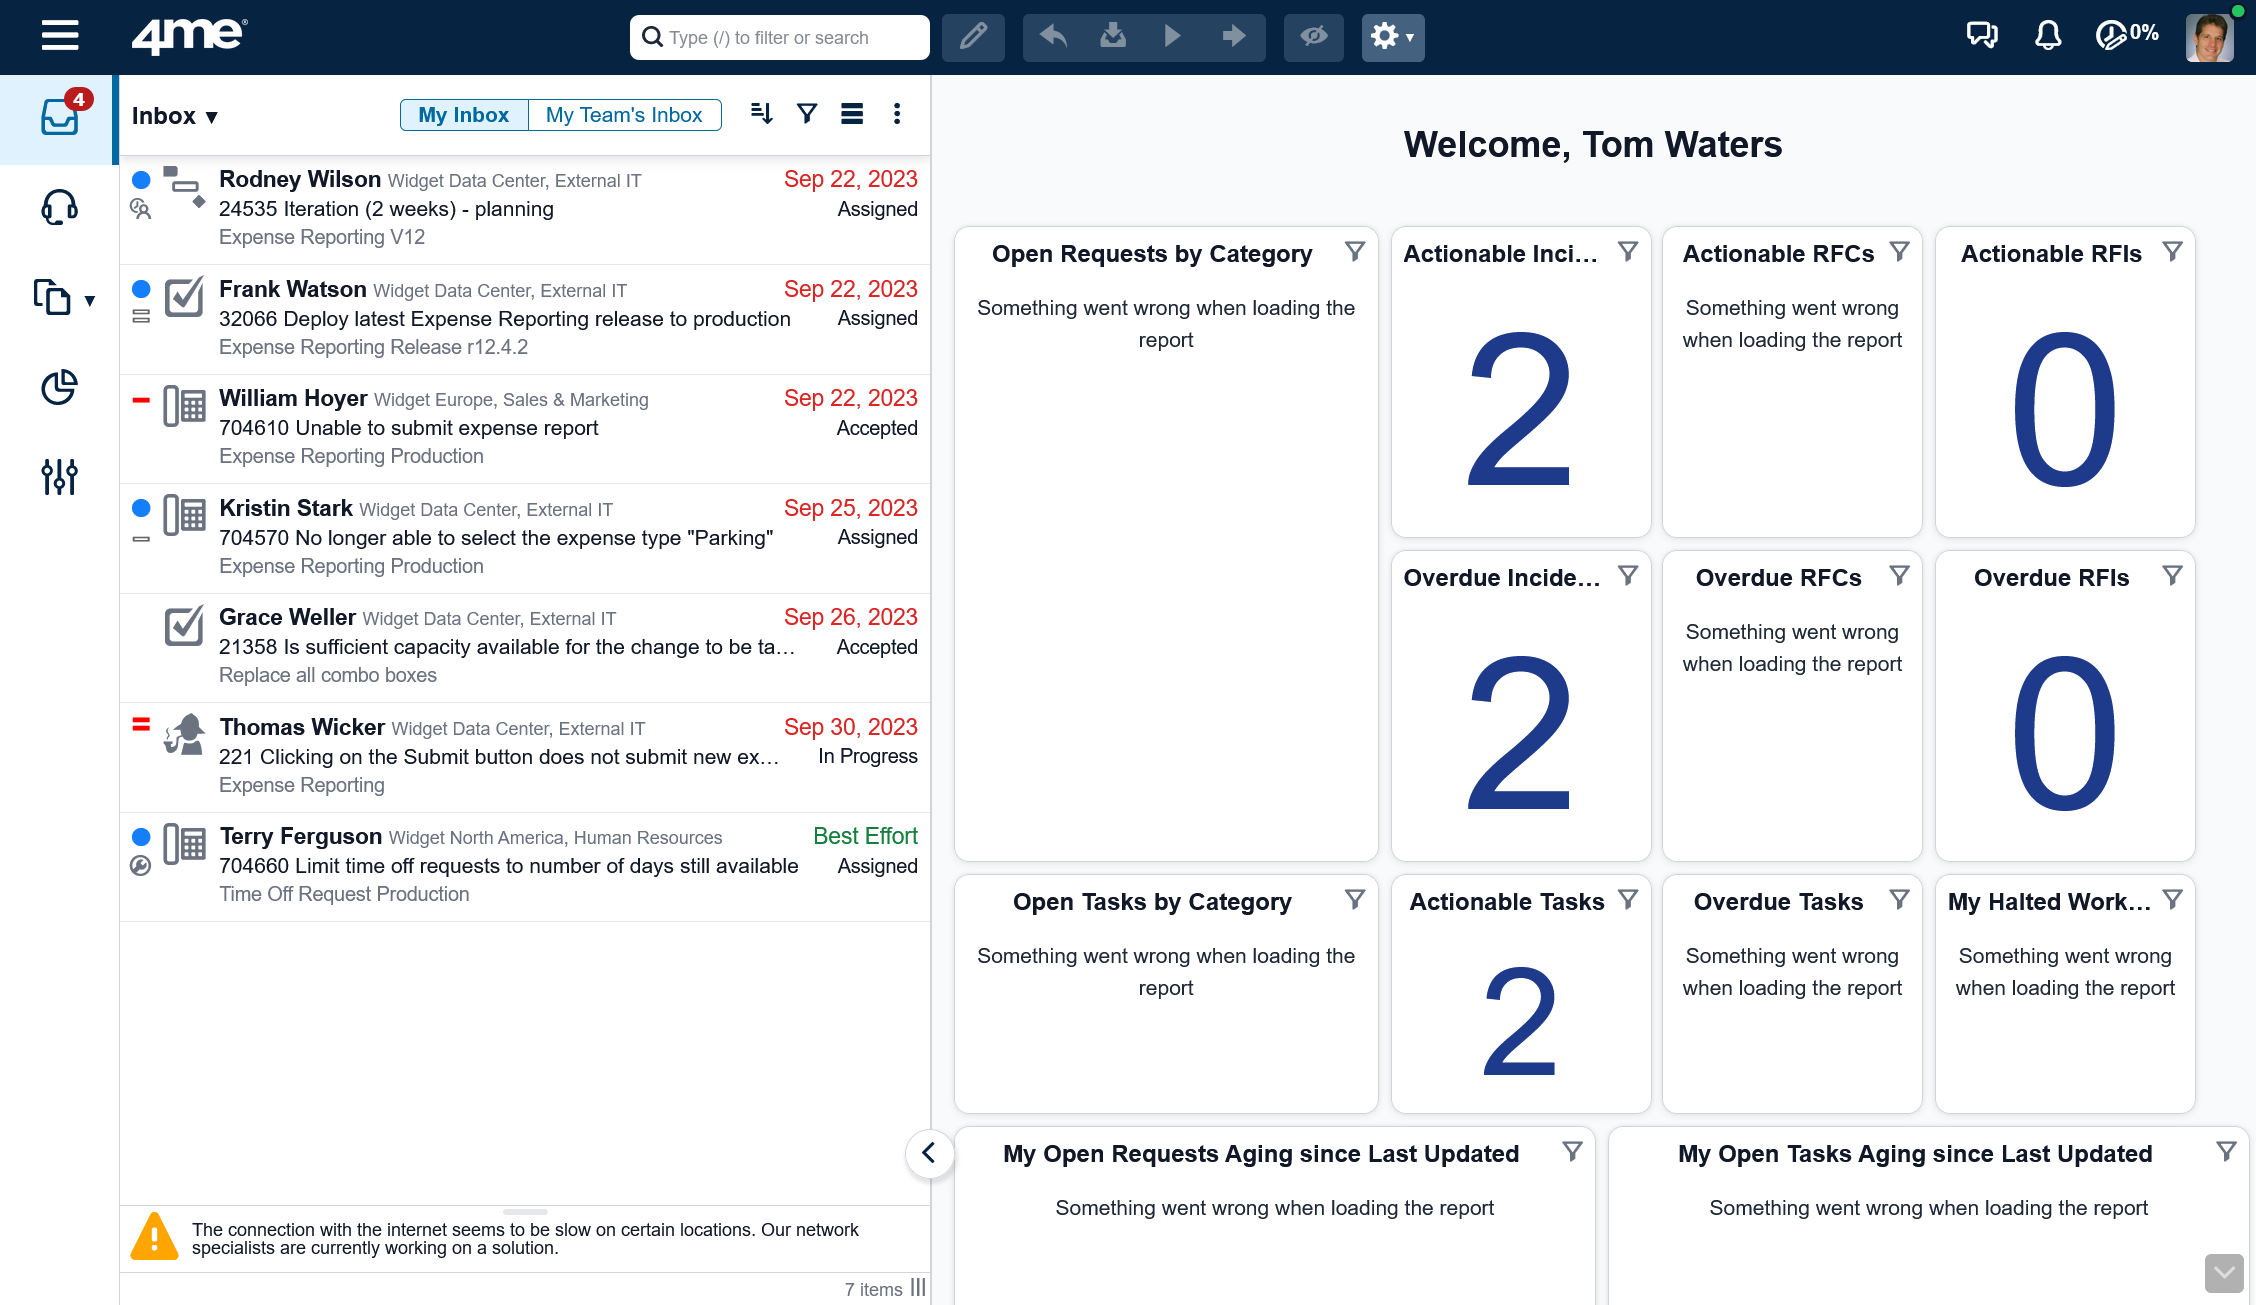 4me®
Type (/) to filter or search
0%
4
Inbox ▼
My Inbox
My Team's Inbox
Rodney Wilson Widget Data Center, External IT
Sep 22, 2023
24535 Iteration (2 weeks) - planning
Assigned
Expense Reporting V12
Frank Watson Widget Data Center, External IT
Sep 22, 2023
32066 Deploy latest Expense Reporting release to production
Assigned
Expense Reporting Release r12.4.2
William Hoyer Widget Europe, Sales & Marketing
Sep 22, 2023
704610 Unable to submit expense report
Accepted
Expense Reporting Production
Kristin Stark Widget Data Center, External IT
Sep 25, 2023
704570 No longer able to select the expense type "Parking"
Assigned
Expense Reporting Production
Grace Weller Widget Data Center, External IT
Sep 26, 2023
21358 Is sufficient capacity available for the change to be ta…
Accepted
Replace all combo boxes
Thomas Wicker Widget Data Center, External IT
Sep 30, 2023
221 Clicking on the Submit button does not submit new ex…
In Progress
Expense Reporting
Terry Ferguson Widget North America, Human Resources
Best Effort
704660 Limit time off requests to number of days still available
Assigned
Time Off Request Production
The connection with the internet seems to be slow on certain locations. Our network
specialists are currently working on a solution.
7 items
Welcome, Tom Waters
Open Requests by Category
Something went wrong when loading the
report
Actionable Inci…
2
Actionable RFCs
Something went wrong
when loading the report
Actionable RFIs
0
Overdue Incide…
2
Overdue RFCs
Something went wrong
when loading the report
Overdue RFIs
0
Open Tasks by Category
Something went wrong when loading the
report
Actionable Tasks
2
Overdue Tasks
Something went wrong
when loading the report
My Halted Work…
Something went wrong
when loading the report
My Open Requests Aging since Last Updated
Something went wrong when loading the report
My Open Tasks Aging since Last Updated
Something went wrong when loading the report